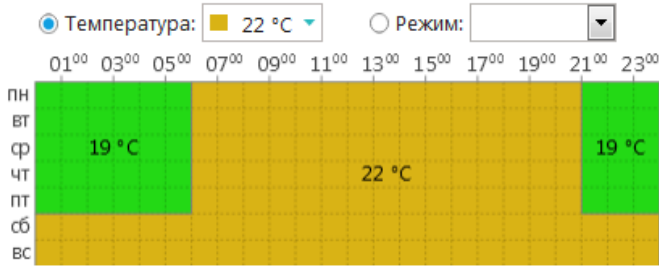 Температура: 22 °C Режим:
01⁰⁰ 03⁰⁰ 05⁰⁰ 07⁰⁰ 09⁰⁰ 11⁰⁰ 13⁰⁰ 15⁰⁰ 17⁰⁰ 19⁰⁰ 21⁰⁰ 23⁰⁰
пн
вт
ср 19 °C 19 °C
чт 22 °C
пт
сб
вс